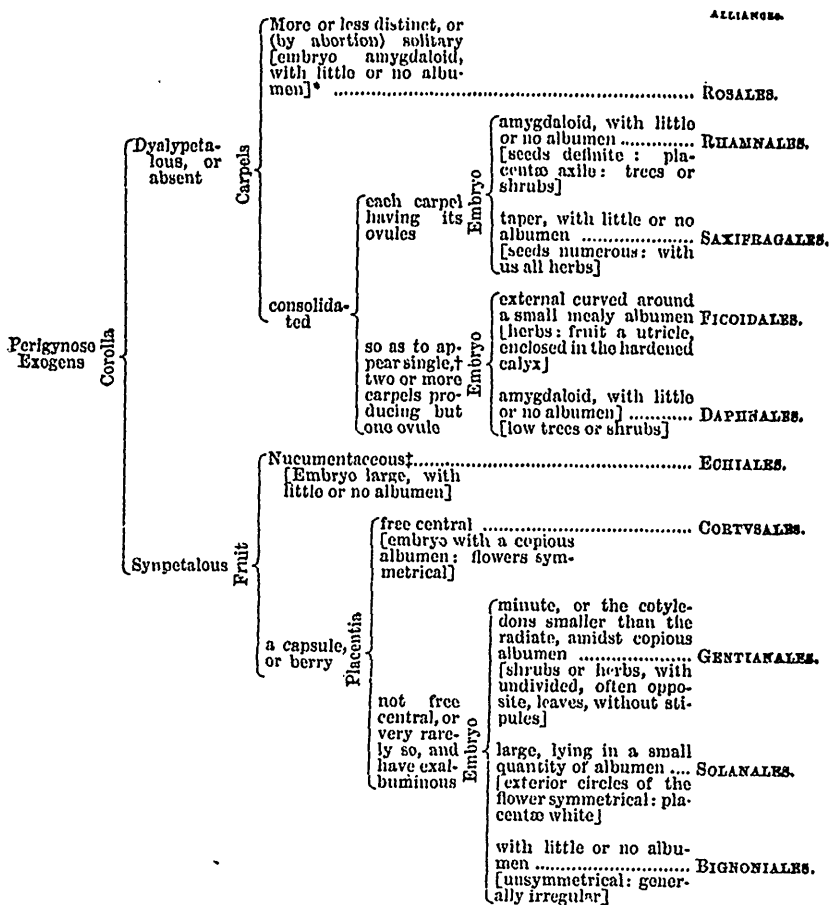 ALLIANCES.
More or less distinct, or
(by abortion) solitary
[embryo amygdaloid,
with little or no albu-
men]* ........ ROSALES.
Perigynose
Exogens
Corolla
Dyalypeta-
lous, or
absent
Carpels
consolida-
ted
each carpel
having its
ovules
Embryo
amygdaloid, with little
or no albumen ........ RHAMNALES.
[seeds definite : pla-
centæ axile: trees or
shrubs]
taper, with little or no
albumen ........ SAXIFRAGALES.
[seeds numerous: with
us all herbs]
so as to ap-
pear single,†
two or more
carpels pro-
ducing but
one ovule
Embryo
external curved around
a small mealy albumen FICOIDALES.
[herbs: fruit a utricle,
enclosed in the hardened
calyx]
amygdaloid, with little
or no albumen] ........ DAPHNALES.
[low trees or shrubs]
Synpetalous
Fruit
Nucumentaceous‡ ........ ECHIALES.
[Embryo large, with
little or no albumen]
a capsule,
or berry
Placentia
free central ........ CORTVSALES.
[embryo with a copious
albumen: flowers sym-
metrical]
not free
central, or
very rare-
ly so, and
have exal-
buminous
Embryo
minute, or the cotyle-
dons smaller than the
radiate, amidst copious
albumen ........ GENTIANALES.
[shrubs or herbs, with
undivided, often oppo-
site, leaves, without sti-
pules]
large, lying in a small
quantity of albumen .... SOLANALES.
[exterior circles of the
flower symmetrical: pla-
centæ white]
with little or no albu-
men ........ BIGNONIALES.
[unsymmetrical: gener-
ally irregular]